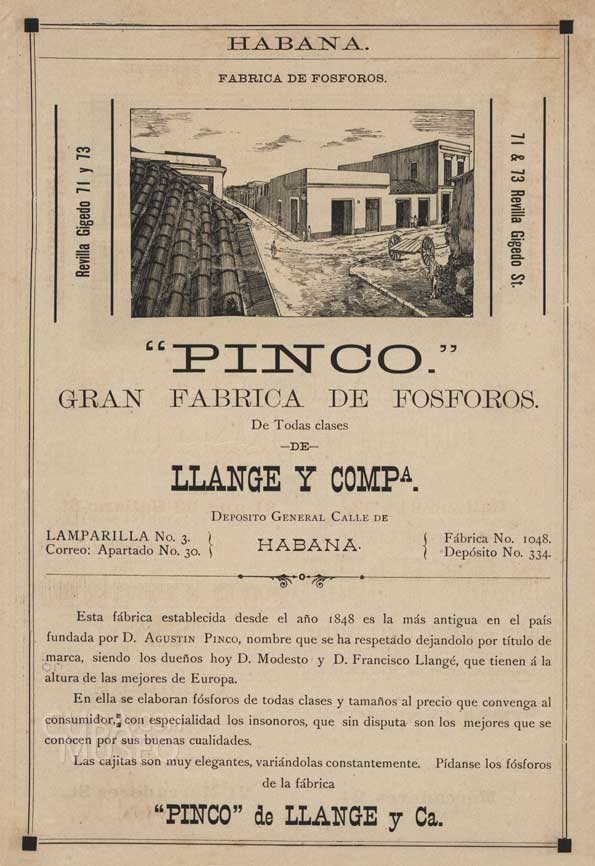 HABANA.
FABRICA DE FOSFOROS.
Revilla Gigedo 71 y 73
71 & 73 Revilla Gigedo St.
“PINCO.”
GRAN FABRICA DE FOSFOROS.
De Todas clases
—DE—
LLANGE Y COMPA.
DEPOSITO GENERAL CALLE DE
LAMPARILLA No. 3.
Correo: Apartado No. 30.
HABANA.
Fábrica No. 1048.
Depósito No. 334.
Esta fábrica establecida desde el año 1848 es la más antigua en el país
fundada por D. AGUSTIN PINCO, nombre que se ha respetado dejandolo por título de
marca, siendo los dueños hoy D. Modesto y D. Francisco Llangé, que tienen á la
altura de las mejores de Europa.
En ella se elaboran fósforos de todas clases y tamaños al precio que convenga al
consumidor, con especialidad los insonoros, que sin disputa son los mejores que se
conocen por sus buenas cualidades.
Las cajitas son muy elegantes, variándolas constantemente. Pídanse los fósforos
de la fábrica
“PINCO” de LLANGE y Ca.